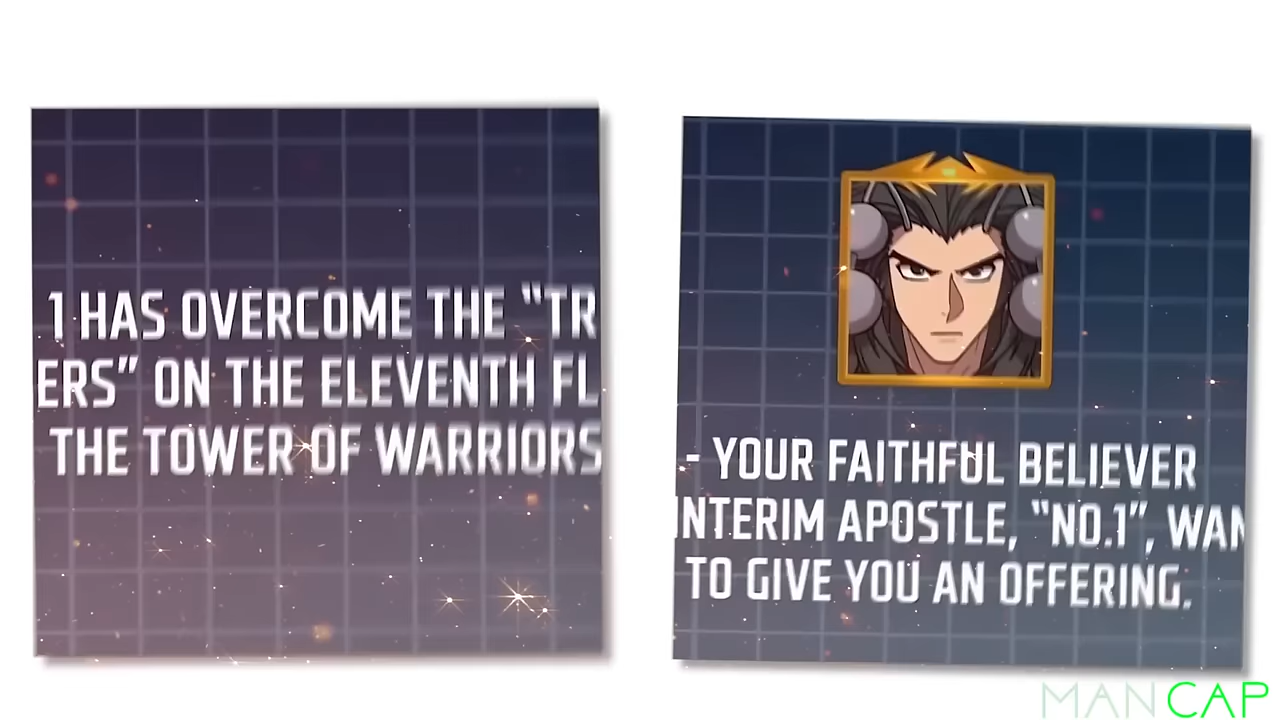 1 HAS OVERCOME THE “TR
ERS” ON THE ELEVENTH FL
THE TOWER OF WARRIORS
- YOUR FAITHFUL BELIEVER
INTERIM APOSTLE, “NO.1”, WAN
TO GIVE YOU AN OFFERING.
MANCAP